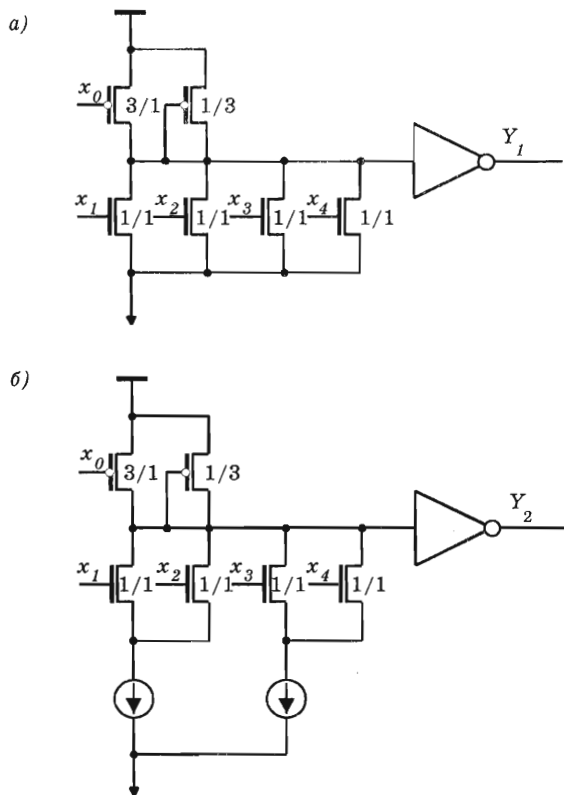 а)
x₀ 3/1 1/3
Y₁
x₁ 1/1 x₂ 1/1 x₃ 1/1 x₄ 1/1
б)
x₀ 3/1 1/3
Y₂
x₁ 1/1 x₂ 1/1 x₃ 1/1 x₄ 1/1